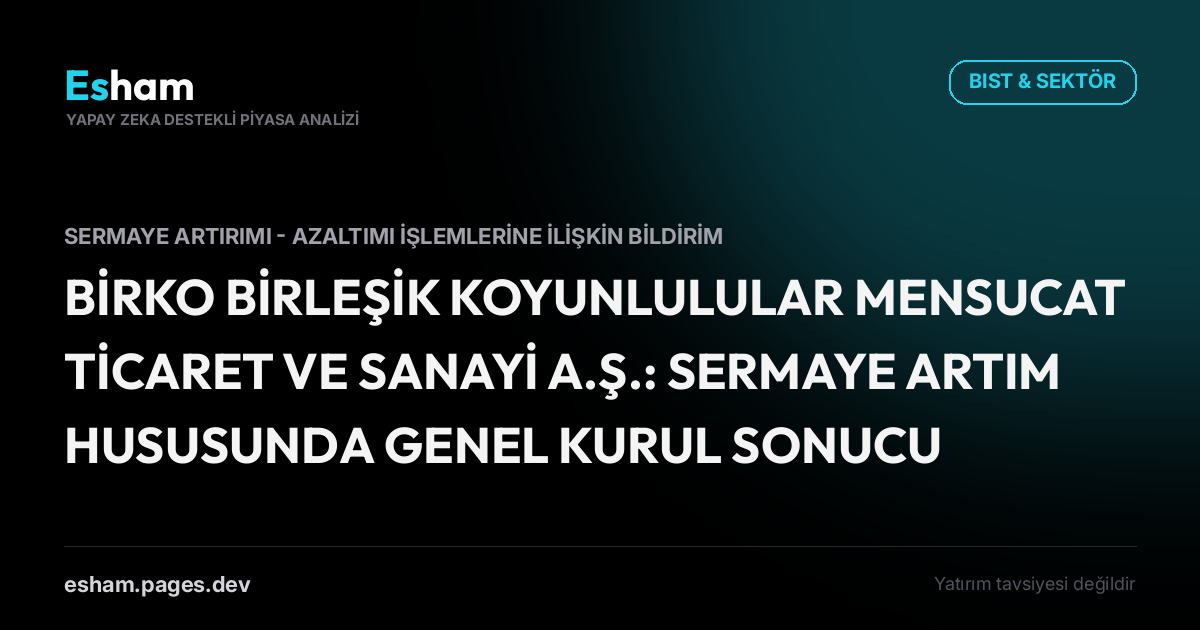 Esham
BIST & SEKTÖR
YAPAY ZEKA DESTEKLİ PİYASA ANALİZİ
SERMAYE ARTIRIMI - AZALTIMI İŞLEMLERİNE İLİŞKİN BİLDİRİM
BİRKO BİRLEŞİK KOYUNLULULAR MENSUCAT
TİCARET VE SANAYİ A.Ş.: SERMAYE ARTIM
HUSUSUNDA GENEL KURUL SONUCU
esham.pages.dev
Yatırım tavsiyesi değildir